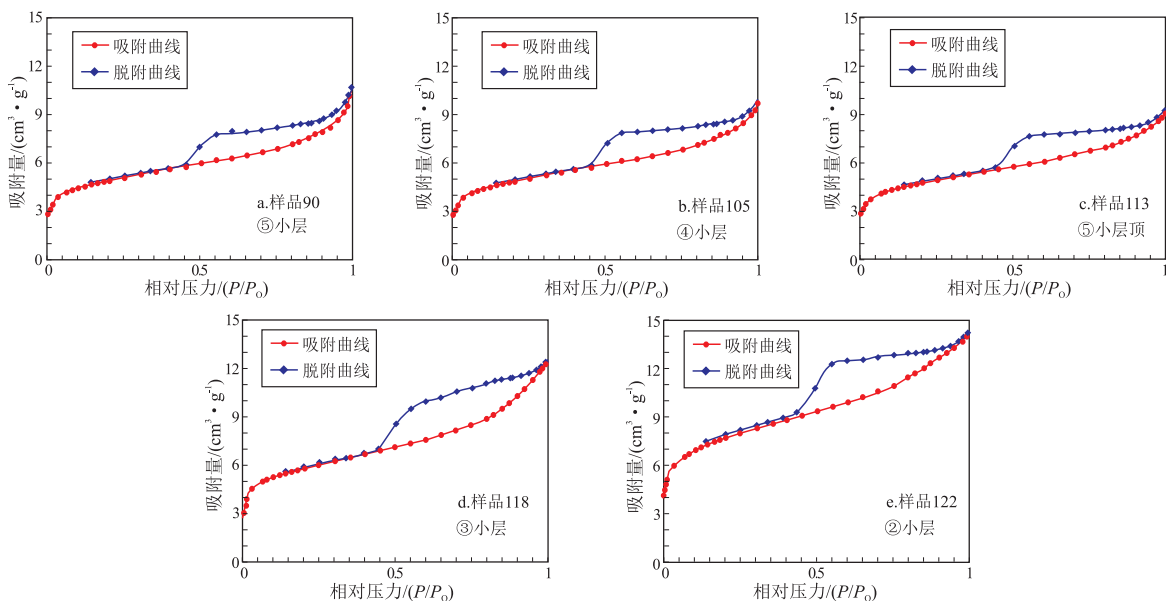 15
12
9
6
3
0
吸附量/(cm³·g⁻¹)
吸附曲线
脱附曲线
a.样品90
⑤小层
0
0.5
1
相对压力/(P/P₀)
15
12
9
6
3
0
吸附量/(cm³·g⁻¹)
吸附曲线
脱附曲线
b.样品105
④小层
0
0.5
1
相对压力/(P/P₀)
15
12
9
6
3
0
吸附量/(cm³·g⁻¹)
吸附曲线
脱附曲线
c.样品113
⑤小层顶
0
0.5
1
相对压力/(P/P₀)
15
12
9
6
3
0
吸附量/(cm³·g⁻¹)
吸附曲线
脱附曲线
d.样品118
③小层
0
0.5
1
相对压力/(P/P₀)
15
12
9
6
3
0
吸附量/(cm³·g⁻¹)
吸附曲线
脱附曲线
e.样品122
②小层
0
0.5
1
相对压力/(P/P₀)